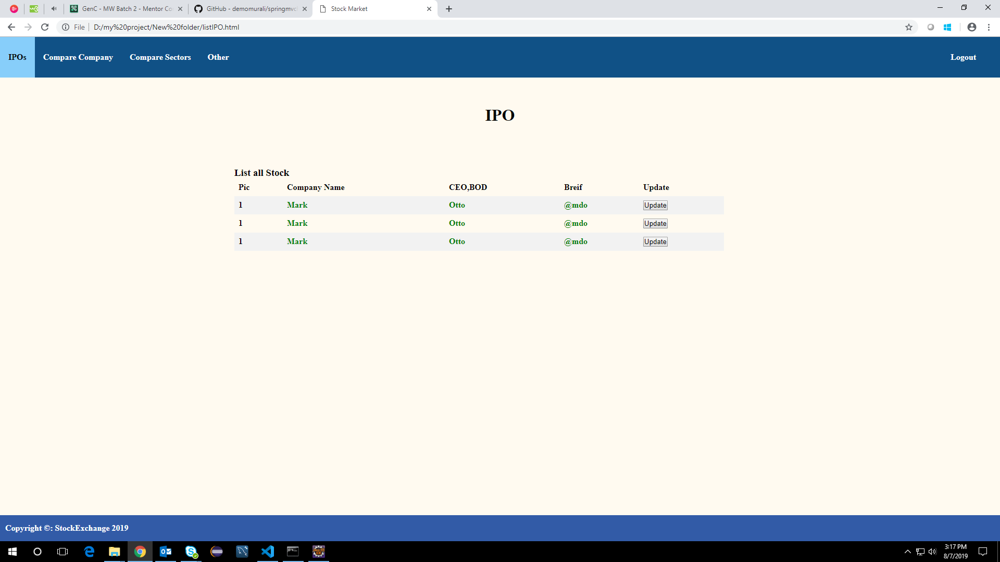 GenC - MW Batch 2 - Mentor Co
GitHub - demomurali/springmvc
Stock Market
File
D:/my%20project/New%20folder/listIPO.html
IPOs Compare Company Compare Sectors Other Logout
IPO
List all Stock
Pic Company Name CEO,BOD Breif Update
1 Mark Otto @mdo Update
1 Mark Otto @mdo Update
1 Mark Otto @mdo Update
Copyright ©: StockExchange 2019
3:17 PM
8/7/2019